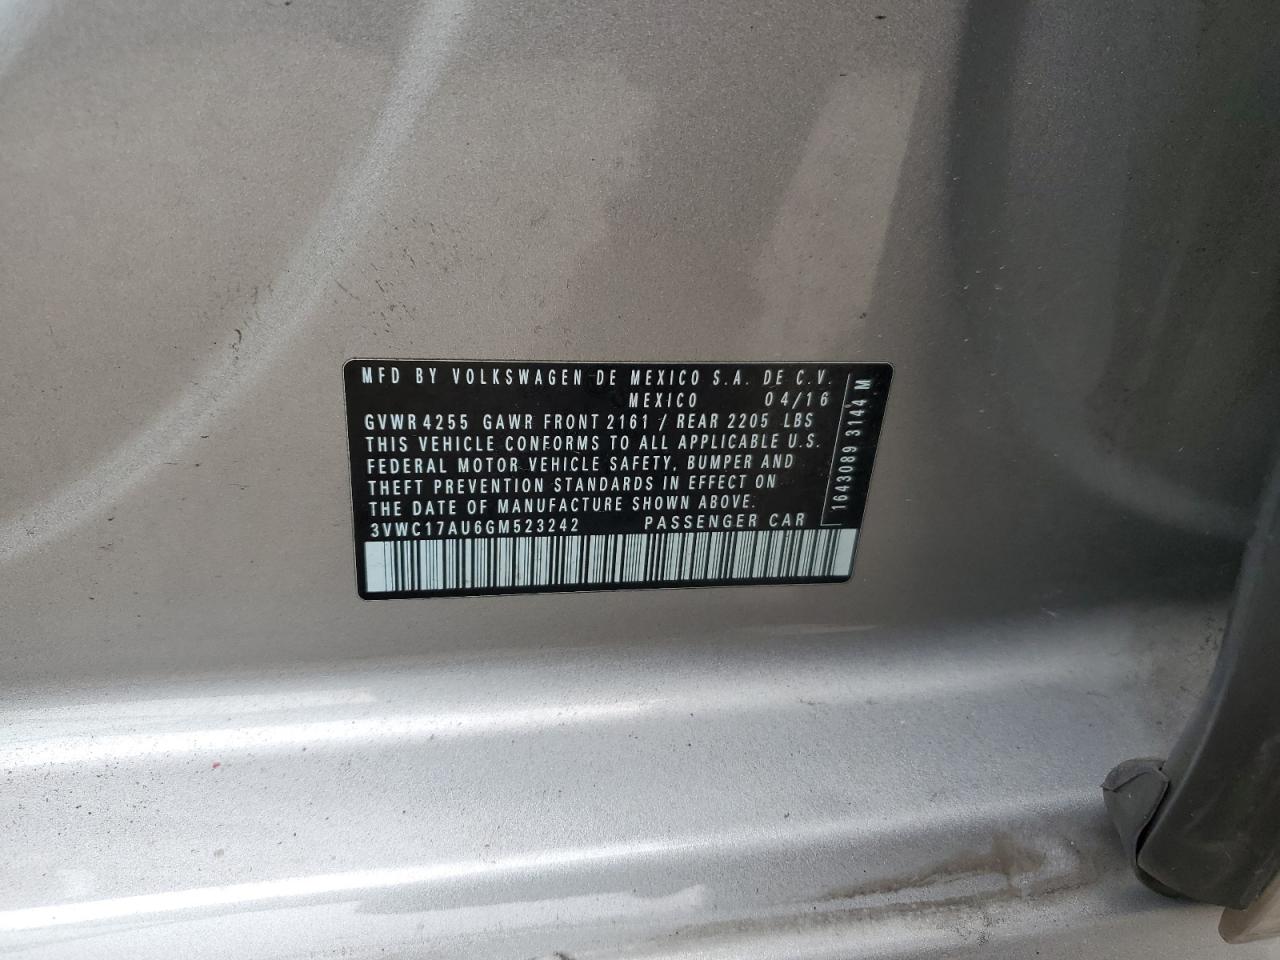 MFD BY VOLKSWAGEN DE MEXICO S.A. DE C.V.
MEXICO 04/16
GVWR 4255 GAWR FRONT 2161 / REAR 2205 LBS
THIS VEHICLE CONFORMS TO ALL APPLICABLE U.S.
FEDERAL MOTOR VEHICLE SAFETY, BUMPER AND
THEFT PREVENTION STANDARDS IN EFFECT ON
THE DATE OF MANUFACTURE SHOWN ABOVE.
3VWC17AU6GM523242 PASSENGER CAR
1643089 3144 M